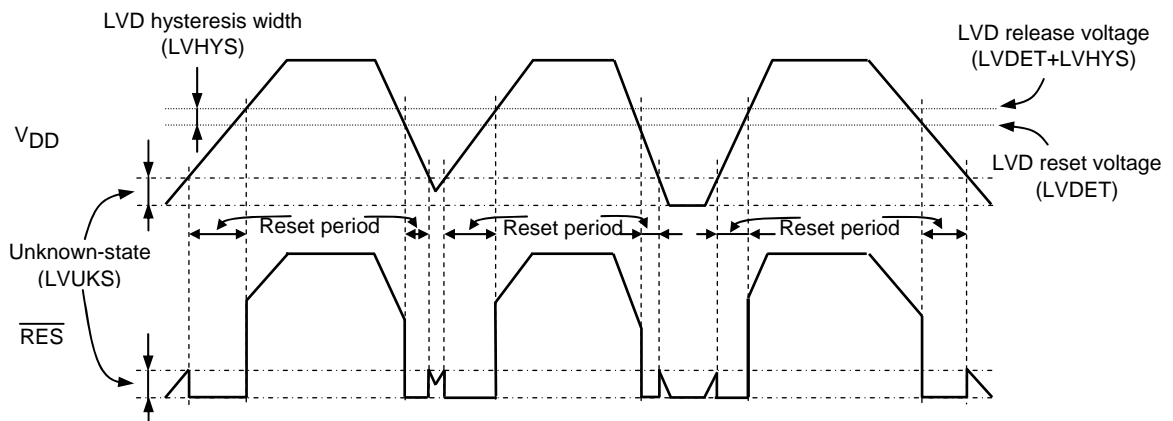 LVD hysteresis width
(LVHYS)
LVD release voltage
(LVDET+LVHYS)
VDD
LVD reset voltage
(LVDET)
Reset period
Reset period
Reset period
Unknown-state
(LVUKS)
RES